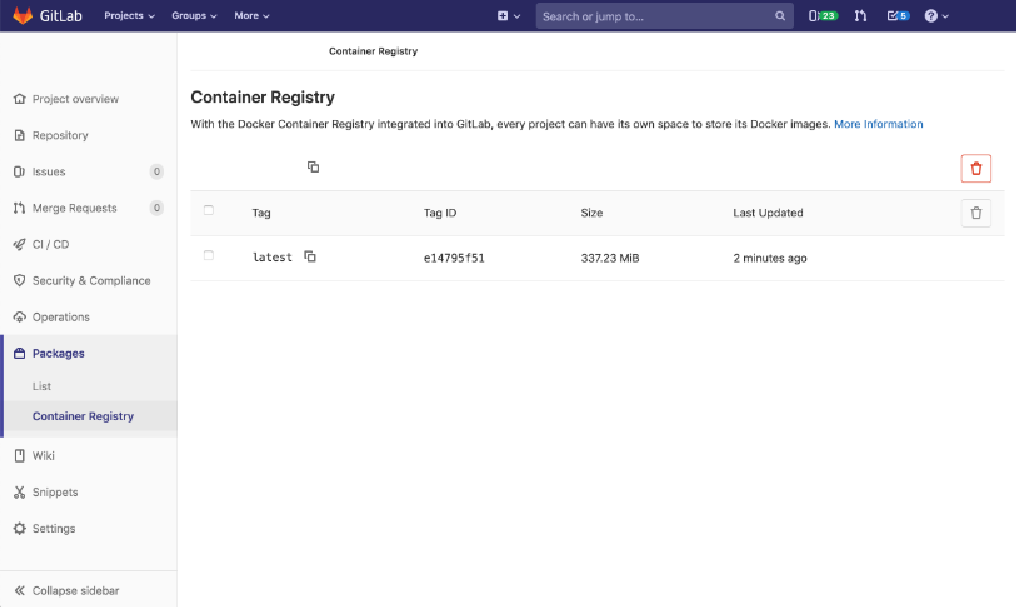 GitLab Projects Groups More Search or jump to... 23 5
Container Registry
Project overview
Repository
Issues 0
Merge Requests 0
CI / CD
Security & Compliance
Operations
Packages
List
Container Registry
Wiki
Snippets
Settings
Collapse sidebar
Container Registry
With the Docker Container Registry integrated into GitLab, every project can have its own space to store its Docker images. More Information
Tag Tag ID Size Last Updated
latest e14795f51 337.23 MiB 2 minutes ago